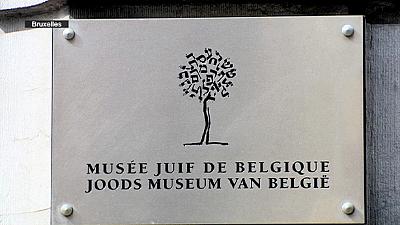 Bruxelles
MUSÉE JUIF DE BELGIQUE
JOODS MUSEUM VAN BELGIË